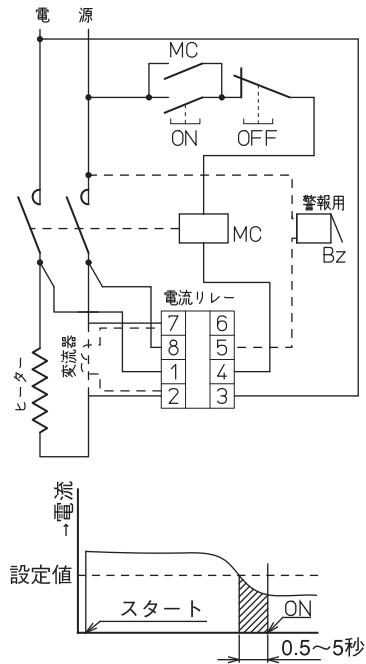 電 源
MC
ON OFF
警報用
MC
Bz
電流リレー
7 6
8 5
1 4
2 3
変流器
ヒーター
→電流
設定値
スタート
ON
0.5～5秒